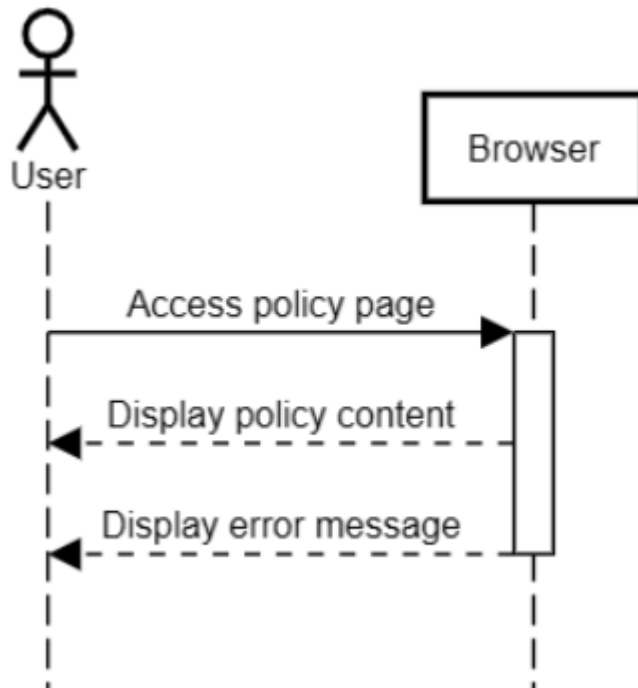 User
Browser
Access policy page
Display policy content
Display error message